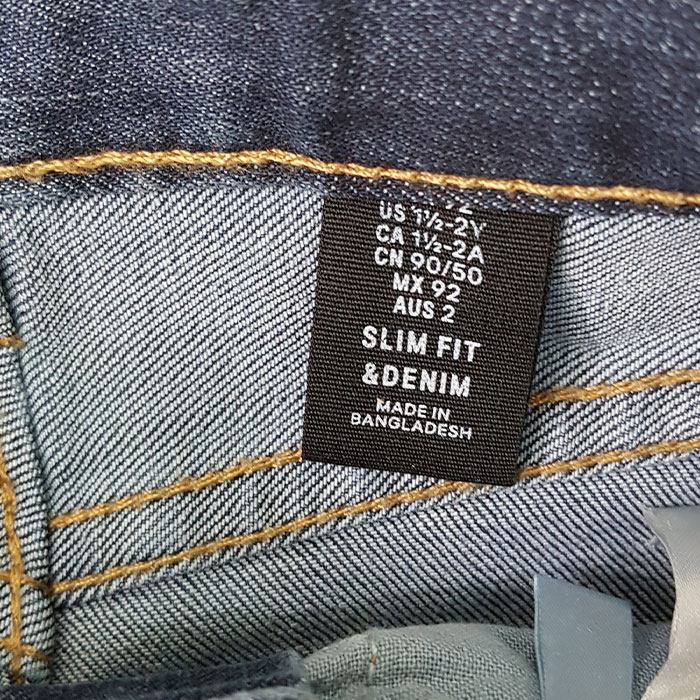 US 1½-2Y
CA 1½-2A
CN 90/50
MX 92
AUS 2
SLIM FIT
&DENIM
MADE IN
BANGLADESH